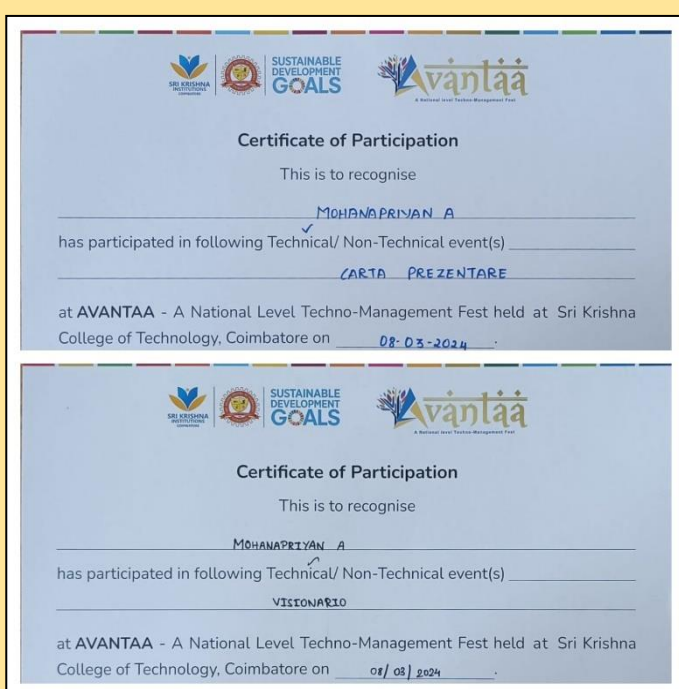 SRI KRISHNA
INSTITUTIONS
COIMBATORE
SUSTAINABLE
DEVELOPMENT
GOALS
Avantaa
A National level Techno-Management Fest
Certificate of Participation
This is to recognise
MOHANAPRIYAN A
has participated in following Technical/ Non-Technical event(s)
CARTA PREZENTARE
at AVANTAA - A National Level Techno-Management Fest held at Sri Krishna
College of Technology, Coimbatore on 08-03-2024.
SRI KRISHNA
INSTITUTIONS
COIMBATORE
SUSTAINABLE
DEVELOPMENT
GOALS
Avantaa
A National level Techno-Management Fest
Certificate of Participation
This is to recognise
MOHANAPRIYAN A
has participated in following Technical/ Non-Technical event(s)
VISIONARIO
at AVANTAA - A National Level Techno-Management Fest held at Sri Krishna
College of Technology, Coimbatore on 08/03/2024.